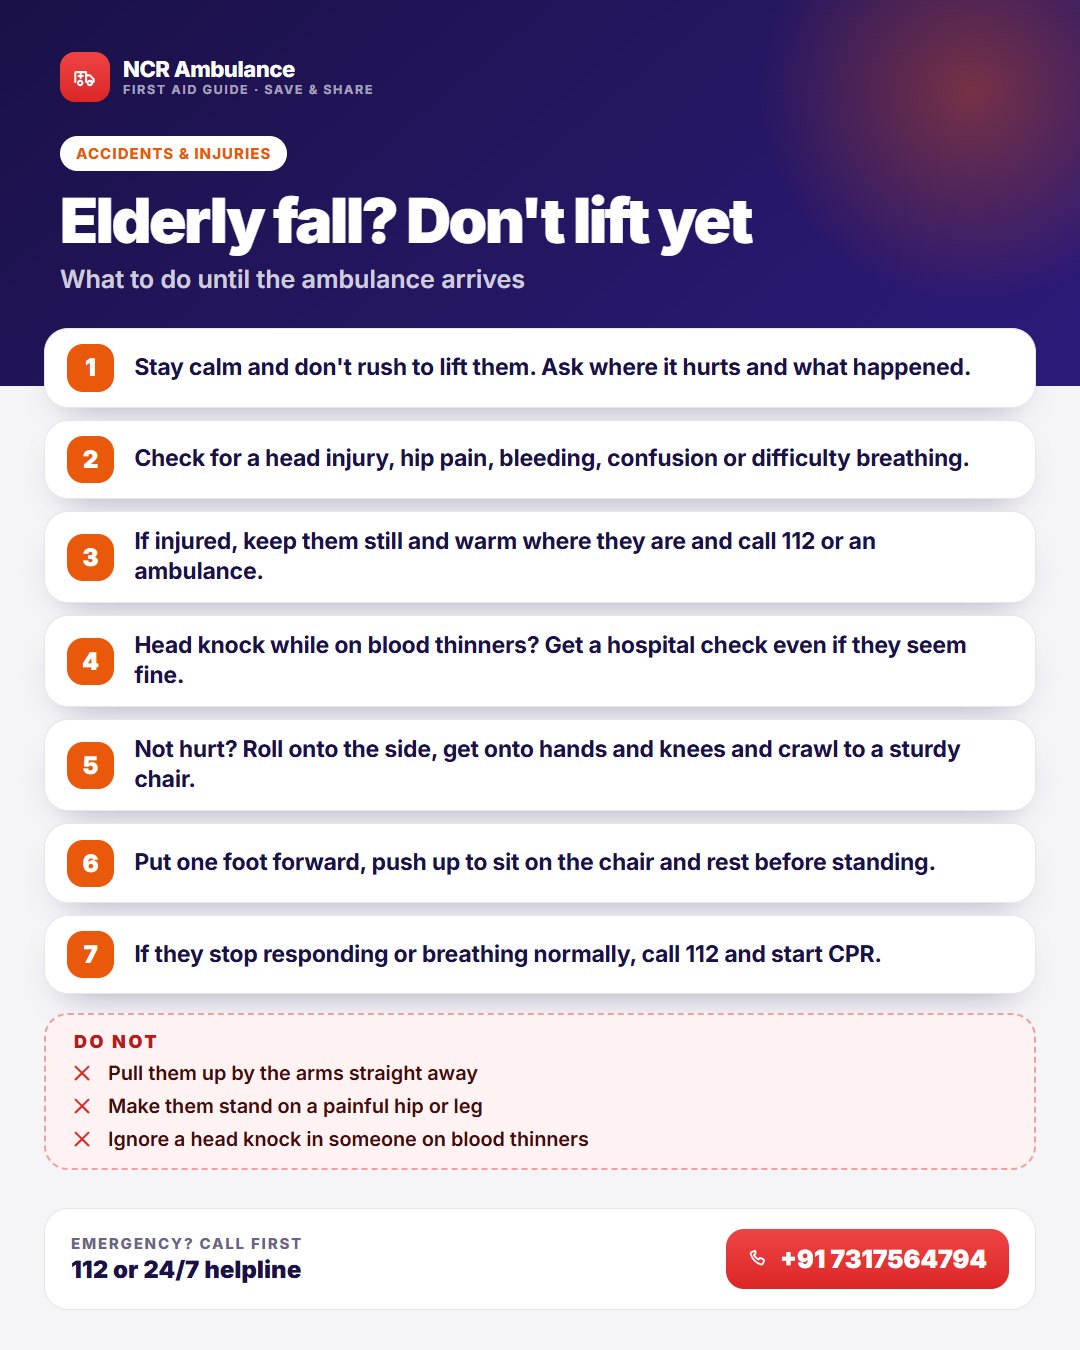 NCR Ambulance
FIRST AID GUIDE · SAVE & SHARE
ACCIDENTS & INJURIES
Elderly fall? Don't lift yet
What to do until the ambulance arrives
1 Stay calm and don't rush to lift them. Ask where it hurts and what happened.
2 Check for a head injury, hip pain, bleeding, confusion or difficulty breathing.
3 If injured, keep them still and warm where they are and call 112 or an
ambulance.
4 Head knock while on blood thinners? Get a hospital check even if they seem
fine.
5 Not hurt? Roll onto the side, get onto hands and knees and crawl to a sturdy
chair.
6 Put one foot forward, push up to sit on the chair and rest before standing.
7 If they stop responding or breathing normally, call 112 and start CPR.
DO NOT
Pull them up by the arms straight away
Make them stand on a painful hip or leg
Ignore a head knock in someone on blood thinners
EMERGENCY? CALL FIRST
112 or 24/7 helpline
+91 7317564794